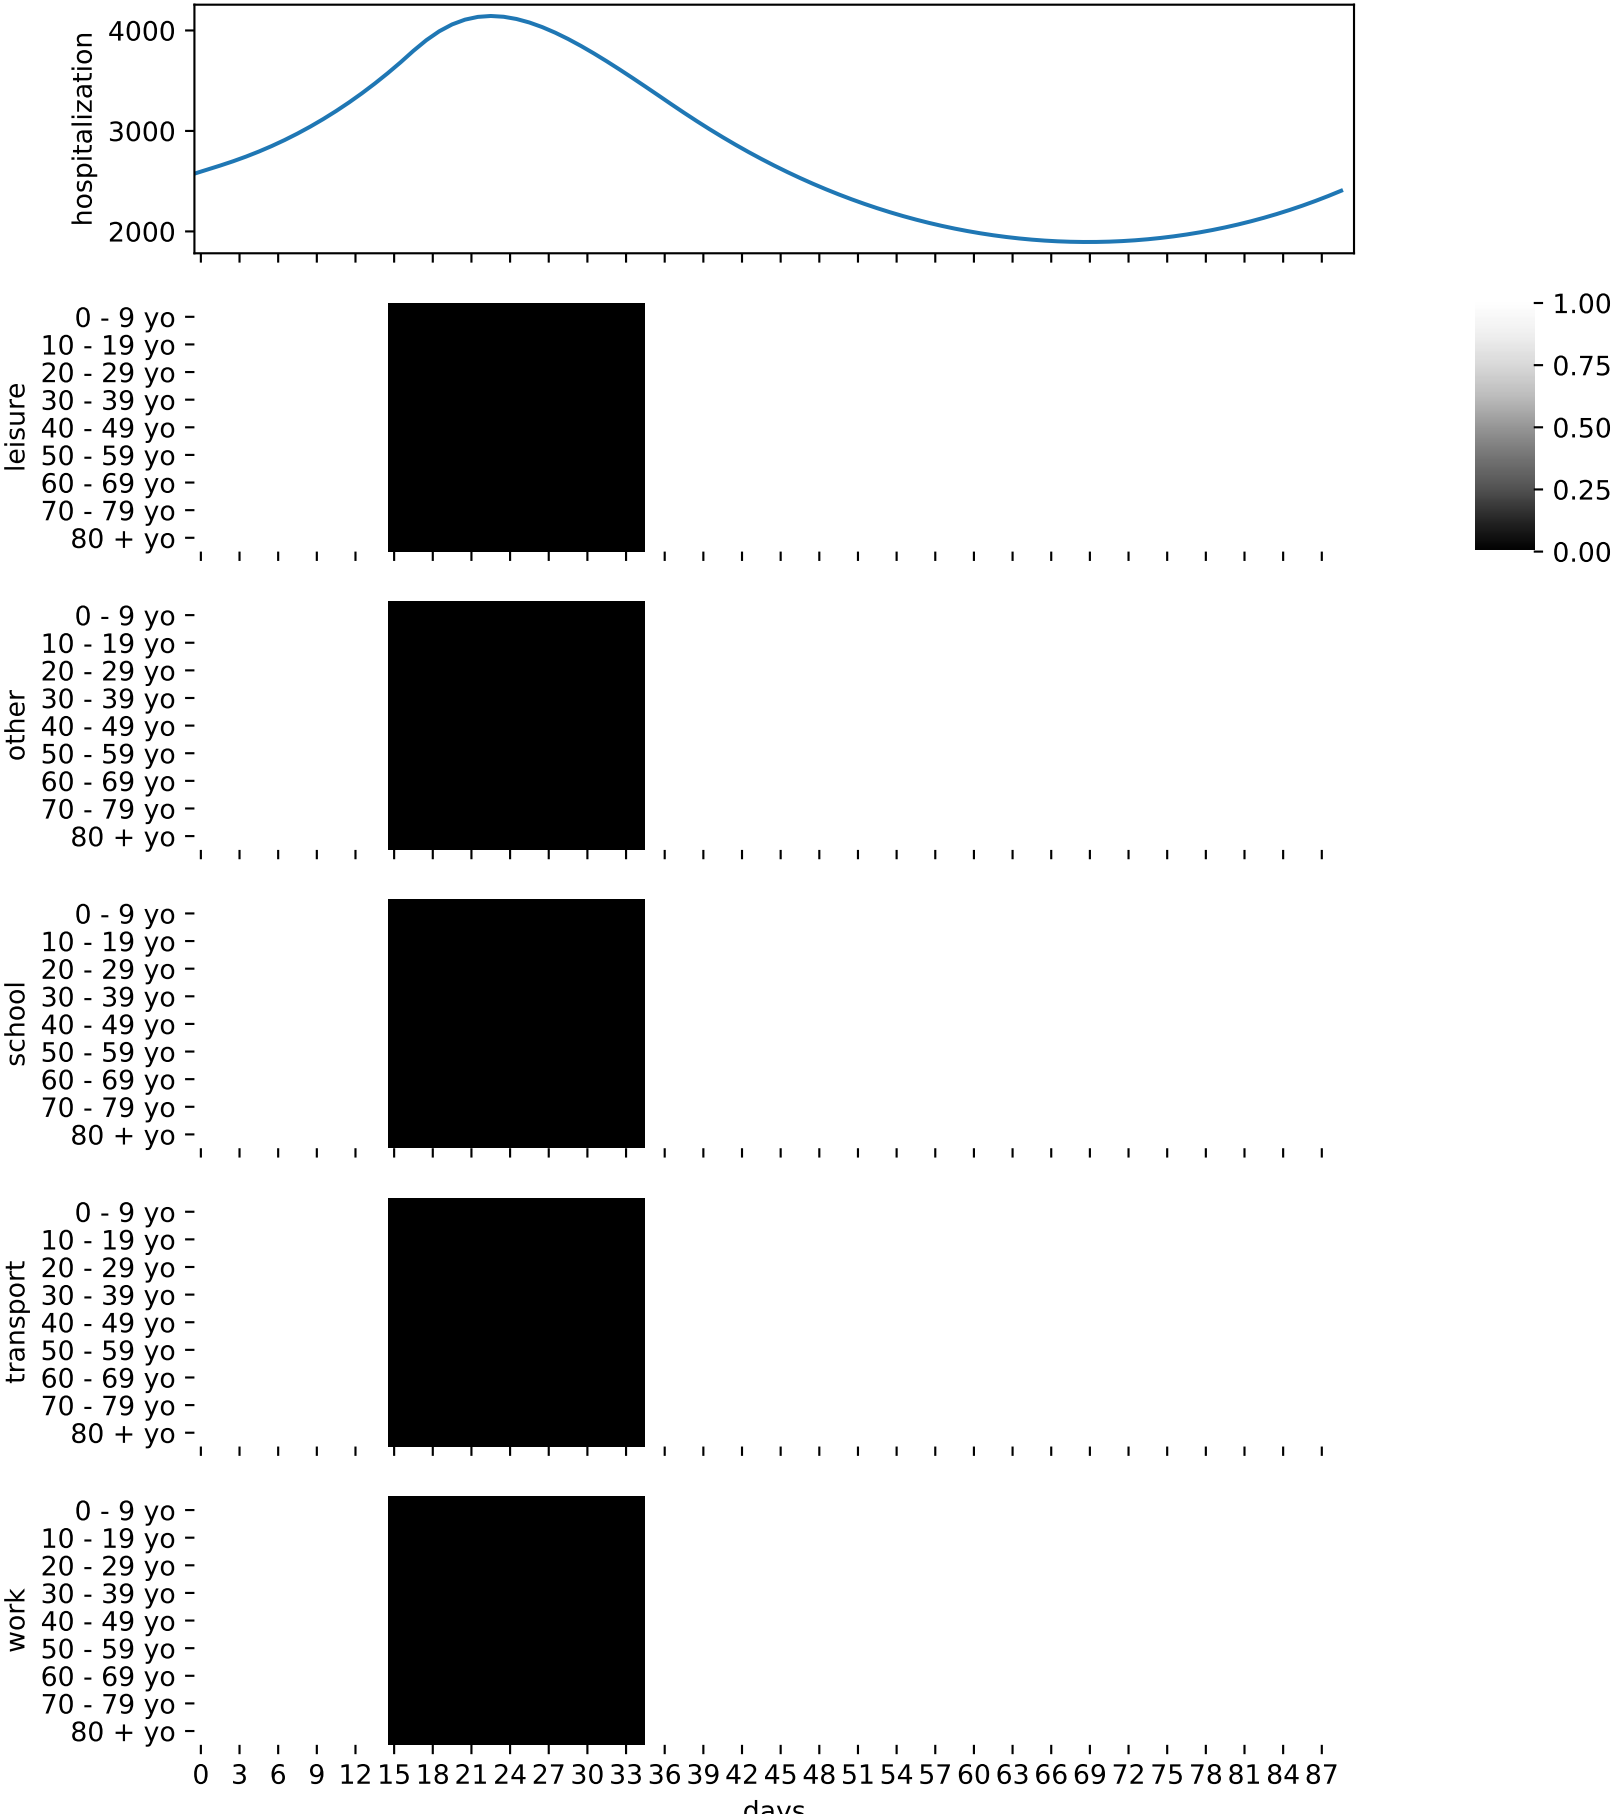 hospitalization
4000
3000
2000
leisure
0 - 9 yo
10 - 19 yo
20 - 29 yo
30 - 39 yo
40 - 49 yo
50 - 59 yo
60 - 69 yo
70 - 79 yo
80 + yo
1.00
0.75
0.50
0.25
0.00
other
0 - 9 yo
10 - 19 yo
20 - 29 yo
30 - 39 yo
40 - 49 yo
50 - 59 yo
60 - 69 yo
70 - 79 yo
80 + yo
school
0 - 9 yo
10 - 19 yo
20 - 29 yo
30 - 39 yo
40 - 49 yo
50 - 59 yo
60 - 69 yo
70 - 79 yo
80 + yo
transport
0 - 9 yo
10 - 19 yo
20 - 29 yo
30 - 39 yo
40 - 49 yo
50 - 59 yo
60 - 69 yo
70 - 79 yo
80 + yo
work
0 - 9 yo
10 - 19 yo
20 - 29 yo
30 - 39 yo
40 - 49 yo
50 - 59 yo
60 - 69 yo
70 - 79 yo
80 + yo
0 3 6 9 12 15 18 21 24 27 30 33 36 39 42 45 48 51 54 57 60 63 66 69 72 75 78 81 84 87
days